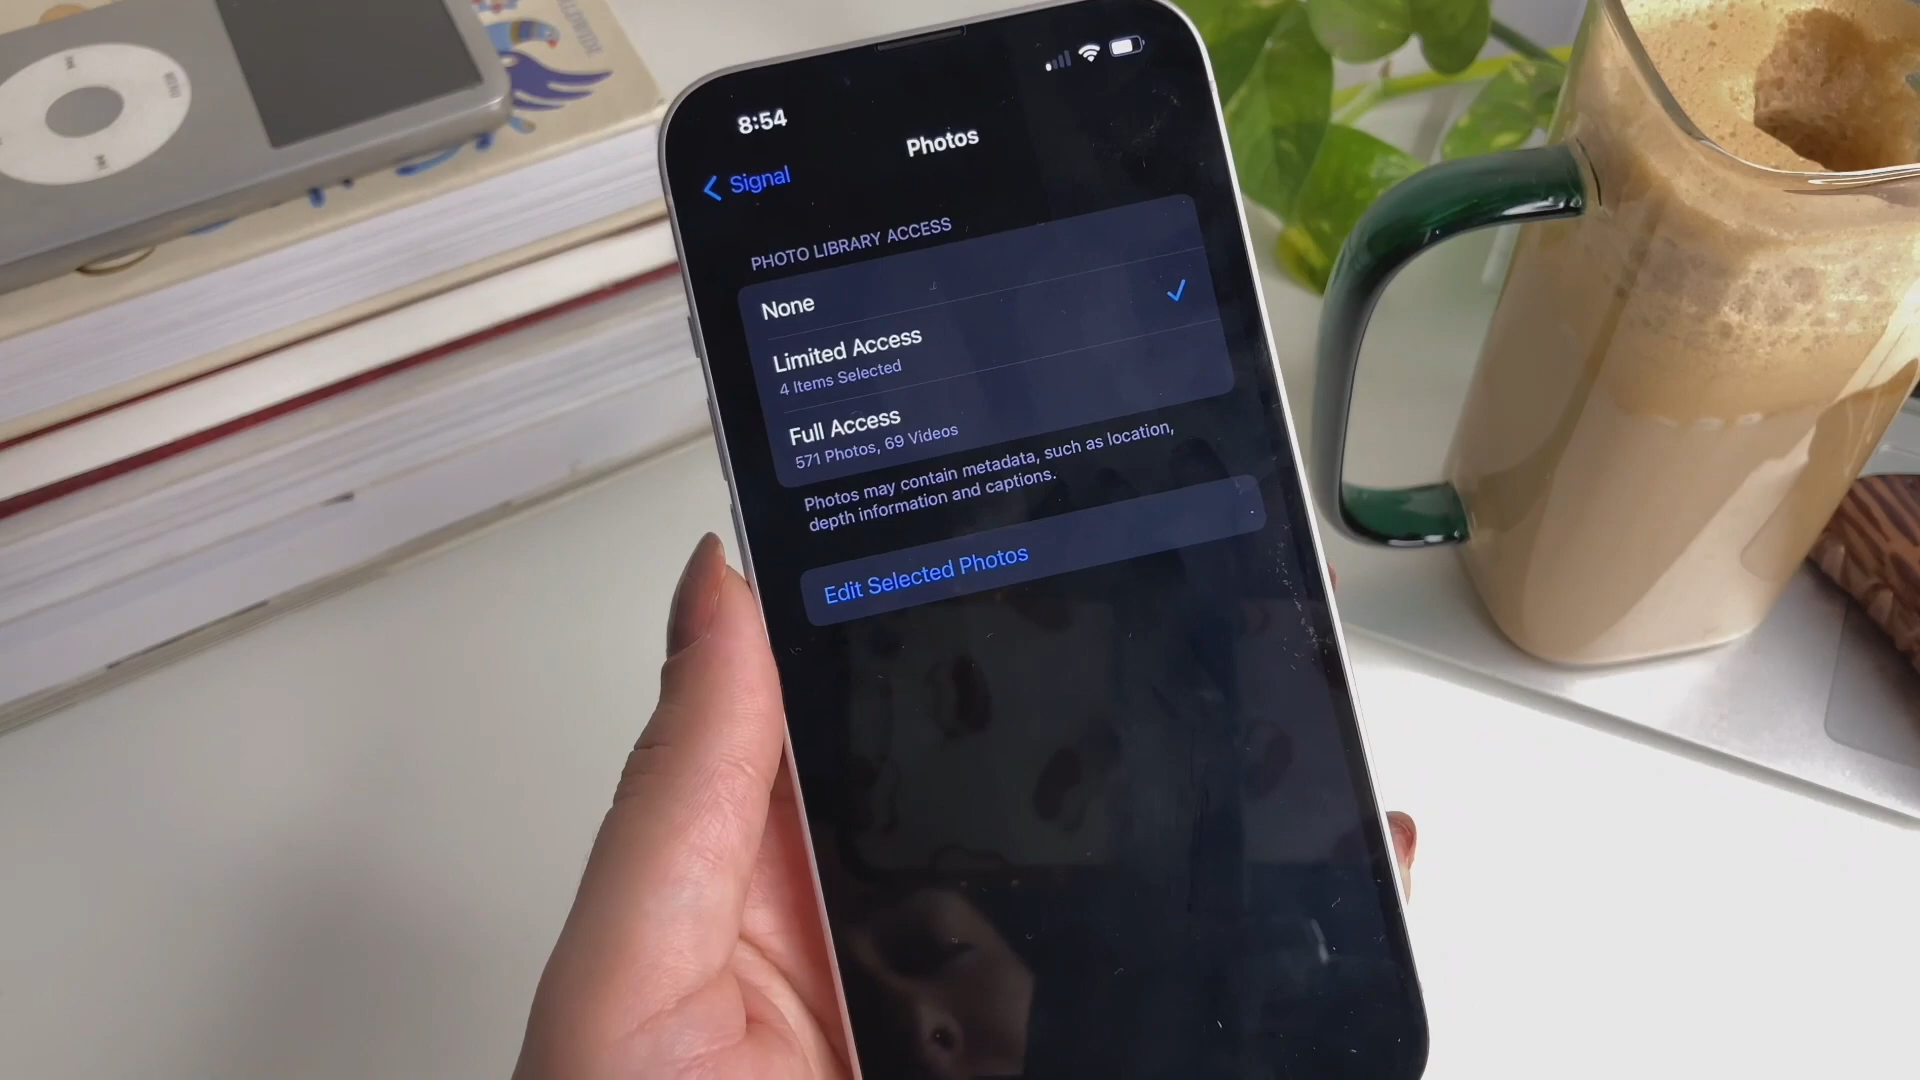 8:54
Photos
Signal
PHOTO LIBRARY ACCESS
None
Limited Access
4 Items Selected
Full Access
571 Photos, 69 Videos
Photos may contain metadata, such as location,
depth information and captions.
Edit Selected Photos
MENU